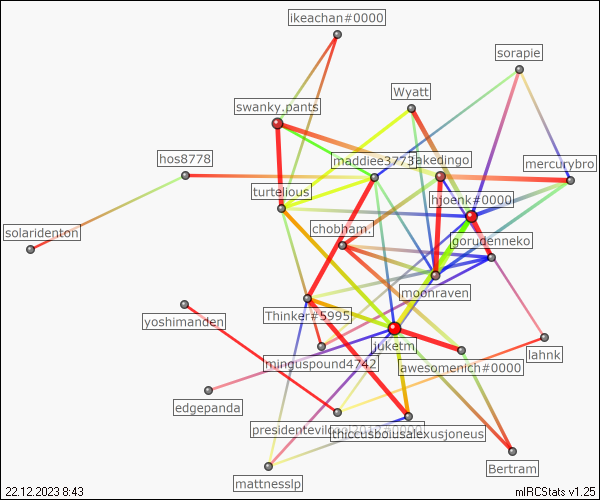 ikeachan#0000
sorapie
Wyatt
swanky.pants
hos8778
maddiee3773
akedingo
mercurybro
turtelious
hjoenk#0000
solaridenton
chobham.
gorudenneko
moonraven
Thinker#5995
yoshimanden
juketm
minguspound4742
lahnk
awesomenich#0000
edgepanda
thiccusboiusalexusjoneus
Bertram
mattnesslp
22.12.2023 8:43
mIRCStats v1.25